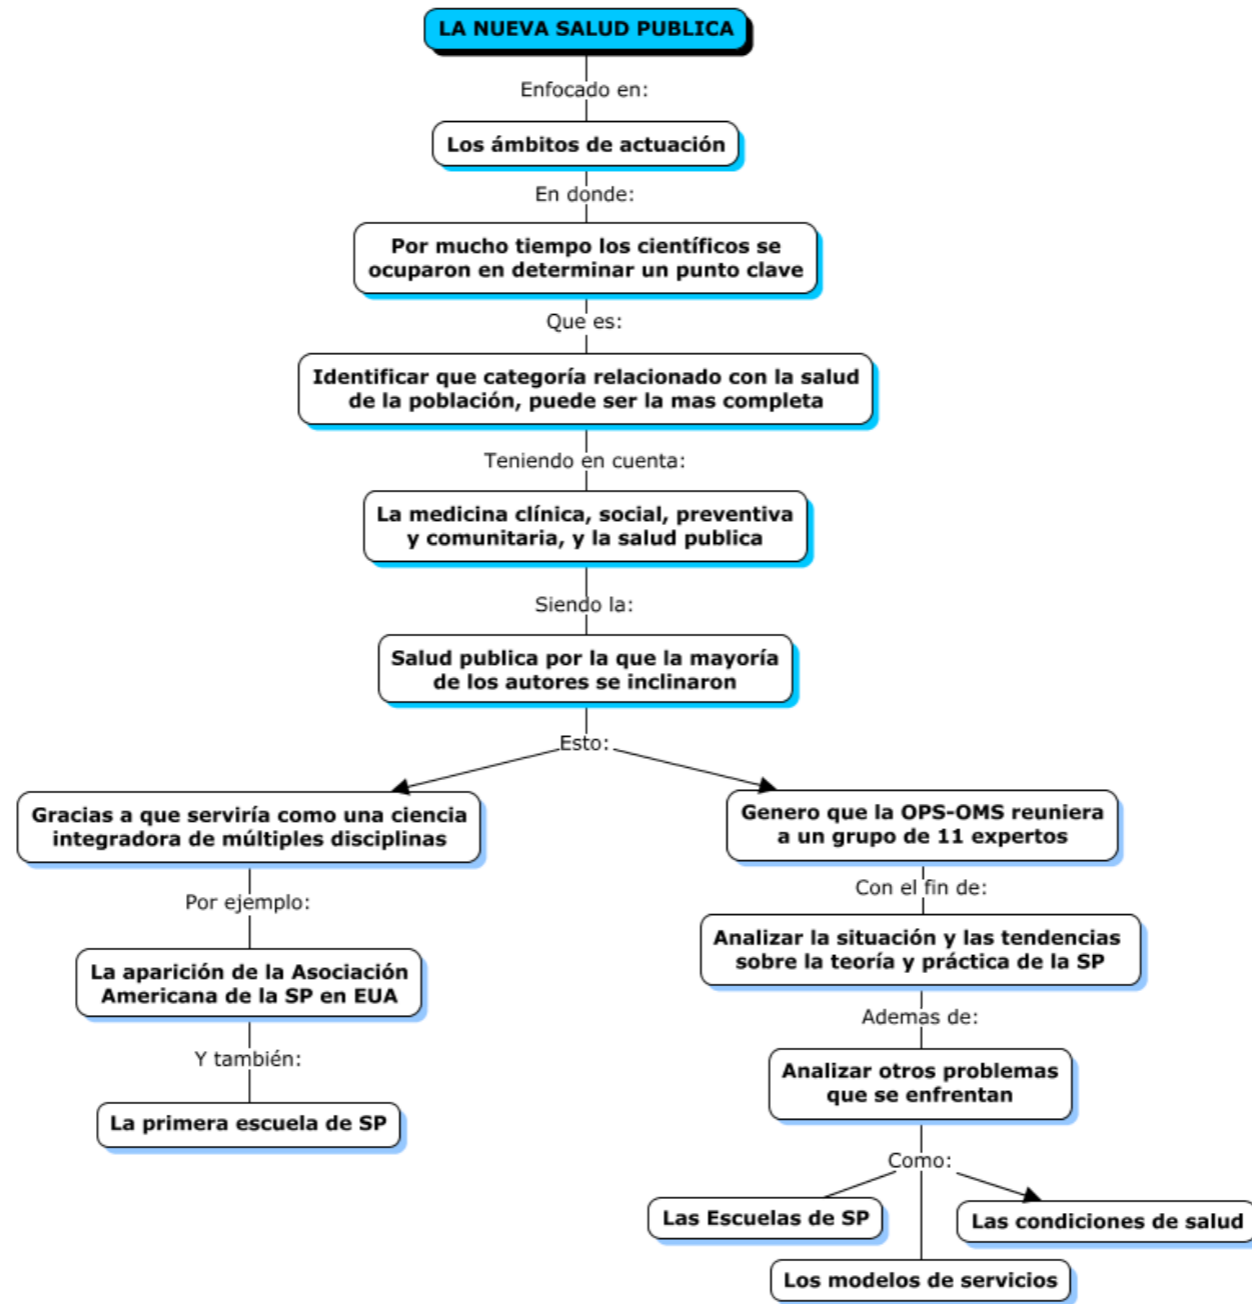 LA NUEVA SALUD PUBLICA
Enfocado en:
Los ámbitos de actuación
En donde:
Por mucho tiempo los científicos se
ocuparon en determinar un punto clave
Que es:
Identificar que categoría relacionado con la salud
de la población, puede ser la mas completa
Teniendo en cuenta:
La medicina clínica, social, preventiva
y comunitaria, y la salud publica
Siendo la:
Salud publica por la que la mayoría
de los autores se inclinaron
Esto:
Gracias a que serviría como una ciencia
integradora de múltiples disciplinas
Por ejemplo:
La aparición de la Asociación
Americana de la SP en EUA
Y también:
La primera escuela de SP
Genero que la OPS-OMS reuniera
a un grupo de 11 expertos
Con el fin de:
Analizar la situación y las tendencias
sobre la teoría y práctica de la SP
Ademas de:
Analizar otros problemas
que se enfrentan
Como:
Las Escuelas de SP
Las condiciones de salud
Los modelos de servicios